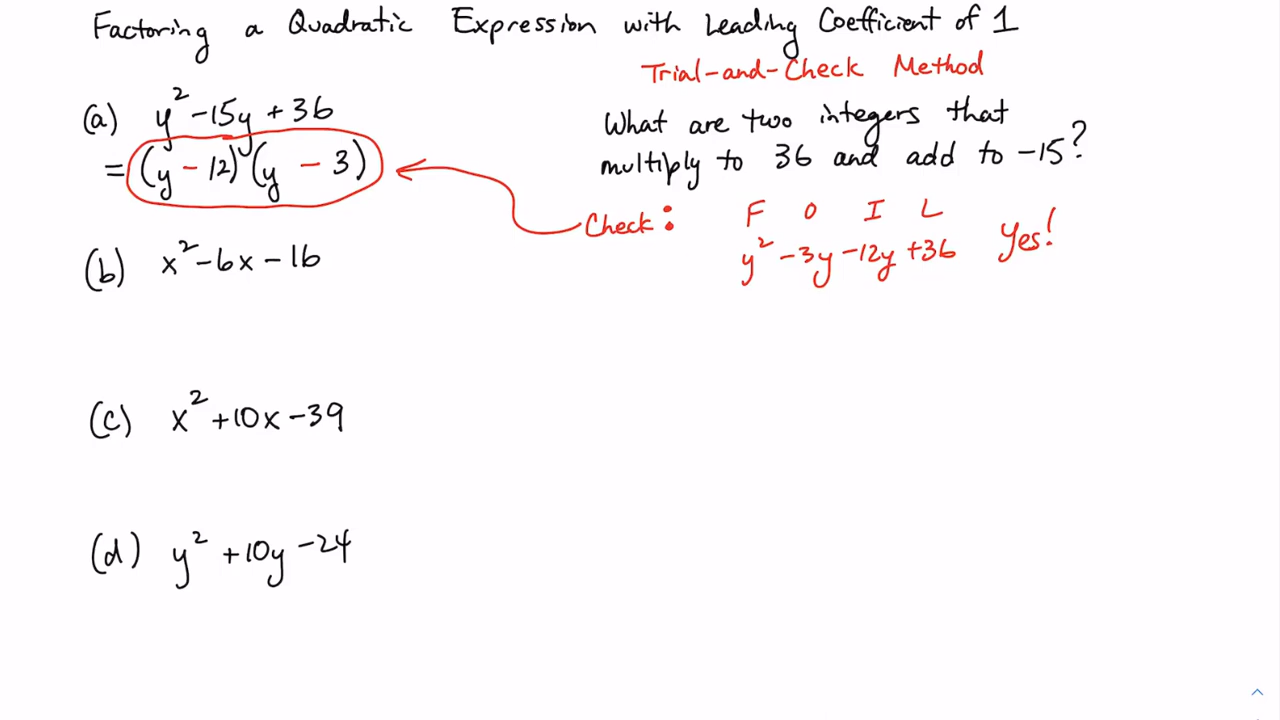 Factoring a Quadratic Expression with Leading Coefficient of 1
Trial-and-Check Method
(a) y² -15y + 36
= (y - 12) (y - 3)
What are two integers that
multiply to 36 and add to -15?
Check: F O I L
y² -3y -12y +36 Yes!
(b) x² -6x -16
(c) x² +10x -39
(d) y² +10y -24